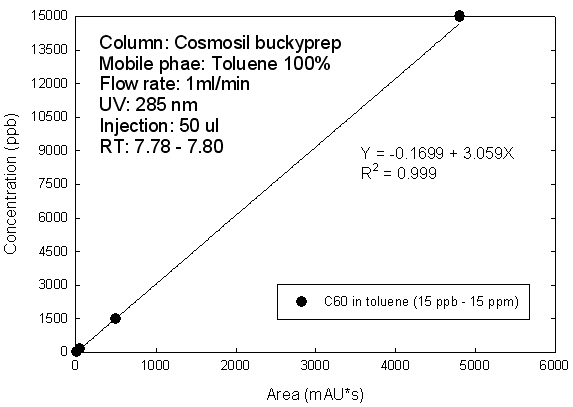 15000
13500
12000
10500
9000
7500
6000
4500
3000
1500
0
Concentration (ppb)
Column: Cosmosil buckyprep
Mobile phae: Toluene 100%
Flow rate: 1ml/min
UV: 285 nm
Injection: 50 ul
RT: 7.78 - 7.80
Y = -0.1699 + 3.059X
R² = 0.999
C60 in toluene (15 ppb - 15 ppm)
0 1000 2000 3000 4000 5000 6000
Area (mAU*s)